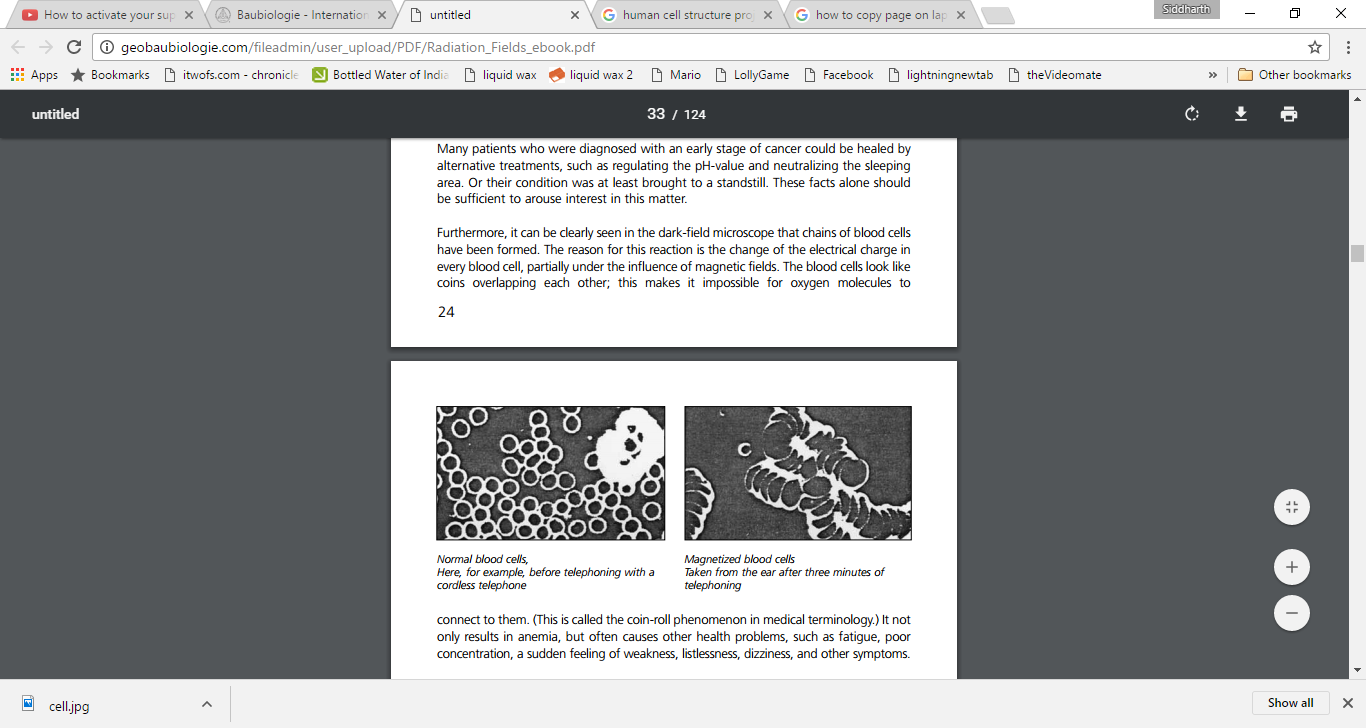 Siddharth
How to activate your sup
Baubiologie - Internation
untitled
human cell structure pro
how to copy page on lap
geobaubiologie.com/fileadmin/user_upload/PDF/Radiation_Fields_ebook.pdf
Apps Bookmarks itwofs.com - chronicle Bottled Water of India liquid wax liquid wax 2 Mario LollyGame Facebook lightningnewtab theVideomate » Other bookmarks
untitled 33 / 124
Many patients who were diagnosed with an early stage of cancer could be healed by
alternative treatments, such as regulating the pH-value and neutralizing the sleeping
area. Or their condition was at least brought to a standstill. These facts alone should
be sufficient to arouse interest in this matter.
Furthermore, it can be clearly seen in the dark-field microscope that chains of blood cells
have been formed. The reason for this reaction is the change of the electrical charge in
every blood cell, partially under the influence of magnetic fields. The blood cells look like
coins overlapping each other; this makes it impossible for oxygen molecules to
24
Normal blood cells,
Here, for example, before telephoning with a
cordless telephone
Magnetized blood cells
Taken from the ear after three minutes of
telephoning
connect to them. (This is called the coin-roll phenomenon in medical terminology.) It not
only results in anemia, but often causes other health problems, such as fatigue, poor
concentration, a sudden feeling of weakness, listlessness, dizziness, and other symptoms.
cell.jpg
Show all